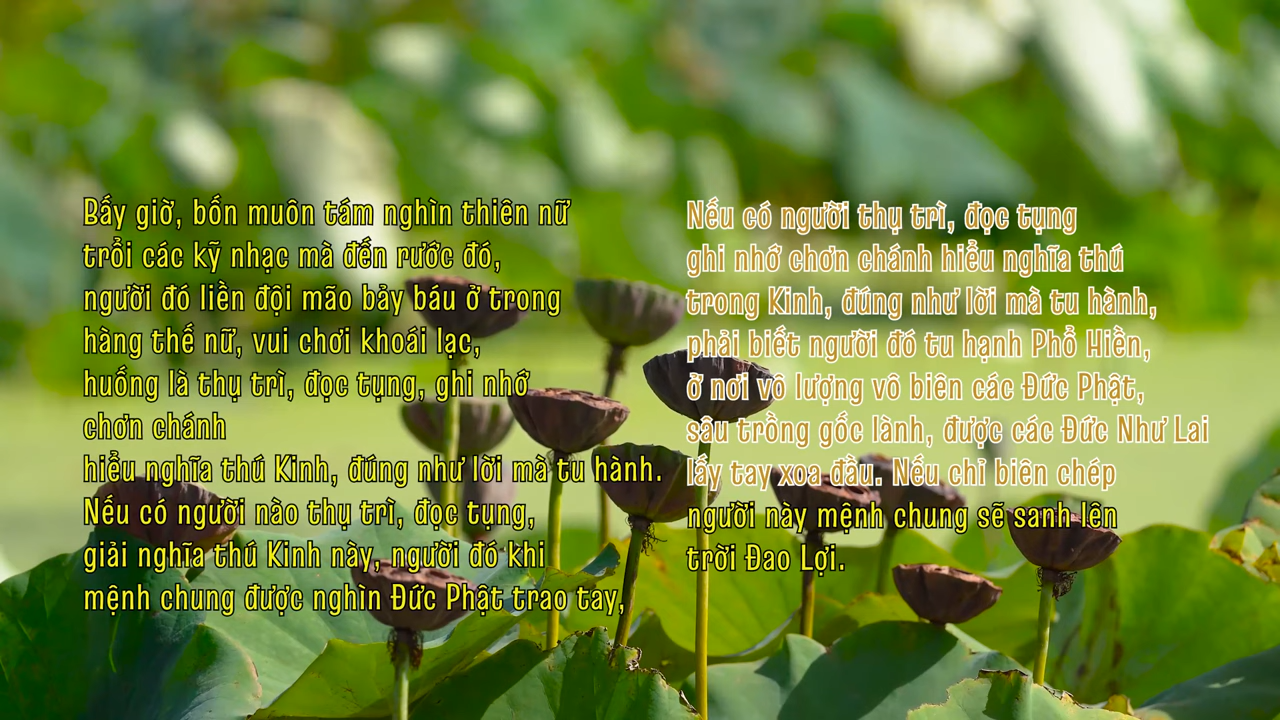 Bấy giờ, bốn muôn tám nghìn thiên nữ
trổi các kỹ nhạc mà đến rước đó,
người đó liền đội mão bảy báu ở trong
hàng thế nữ, vui chơi khoái lạc,
huống là thụ trì, đọc tụng, ghi nhớ
chơn chánh
hiểu nghĩa thú Kinh, đúng như lời mà tu hành.
Nếu có người nào thụ trì, đọc tụng,
giải nghĩa thú Kinh này, người đó khi
mệnh chung được nghìn Đức Phật trao tay,
Nếu có người thụ trì, đọc tụng
ghi nhớ chơn chánh hiểu nghĩa thú
trong Kinh, đúng như lời mà tu hành,
phải biết người đó tu hạnh Phổ Hiền,
ở nơi vô lượng vô biên các Đức Phật,
sâu trồng gốc lành, được các Đức Như Lai
lấy tay xoa đầu. Nếu chỉ biên chép
người này mệnh chung sẽ sanh lên
trời Đao Lợi.